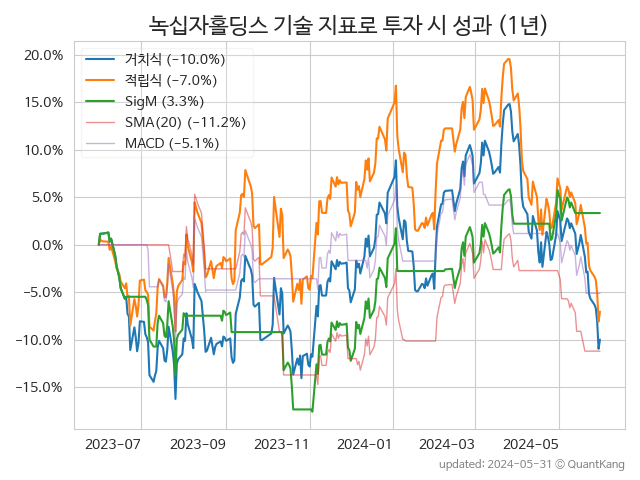 녹십자홀딩스 기술 지표로 투자 시 성과 (1년)
20.0%
15.0%
10.0%
5.0%
0.0%
−5.0%
−10.0%
−15.0%
거치식 (−10.0%)
적립식 (−7.0%)
SigM (3.3%)
SMA(20) (−11.2%)
MACD (−5.1%)
2023-07
2023-09
2023-11
2024-01
2024-03
2024-05
updated: 2024-05-31 © QuantKang